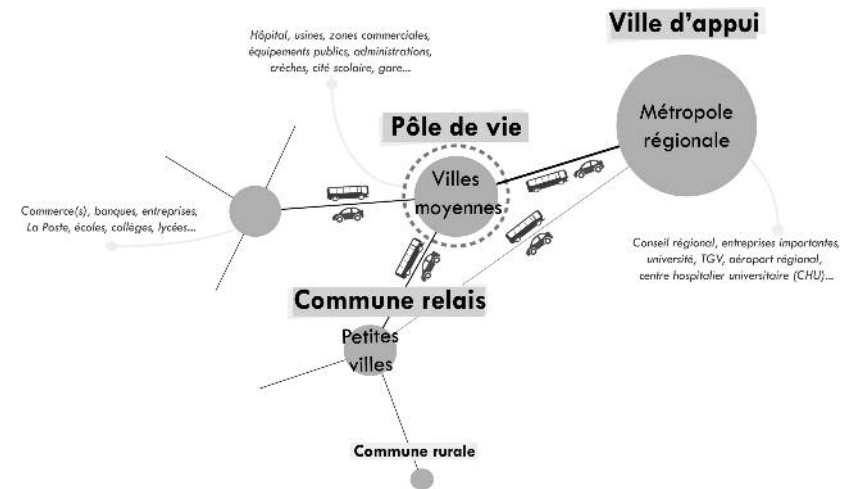 Ville d'appui
Hôpital, usines, zones commerciales,
équipements publics, administrations,
crèches, cité scolaire, gare...
Métropole
régionale
Pôle de vie
Villes
moyennes
Commerce(s), banques, entreprises,
La Poste, écoles, collèges, lycées...
Conseil régional, entreprises importantes,
université, TGV, aéroport régional,
centre hospitalier universitaire (CHU)...
Commune relais
Petites
villes
Commune rurale